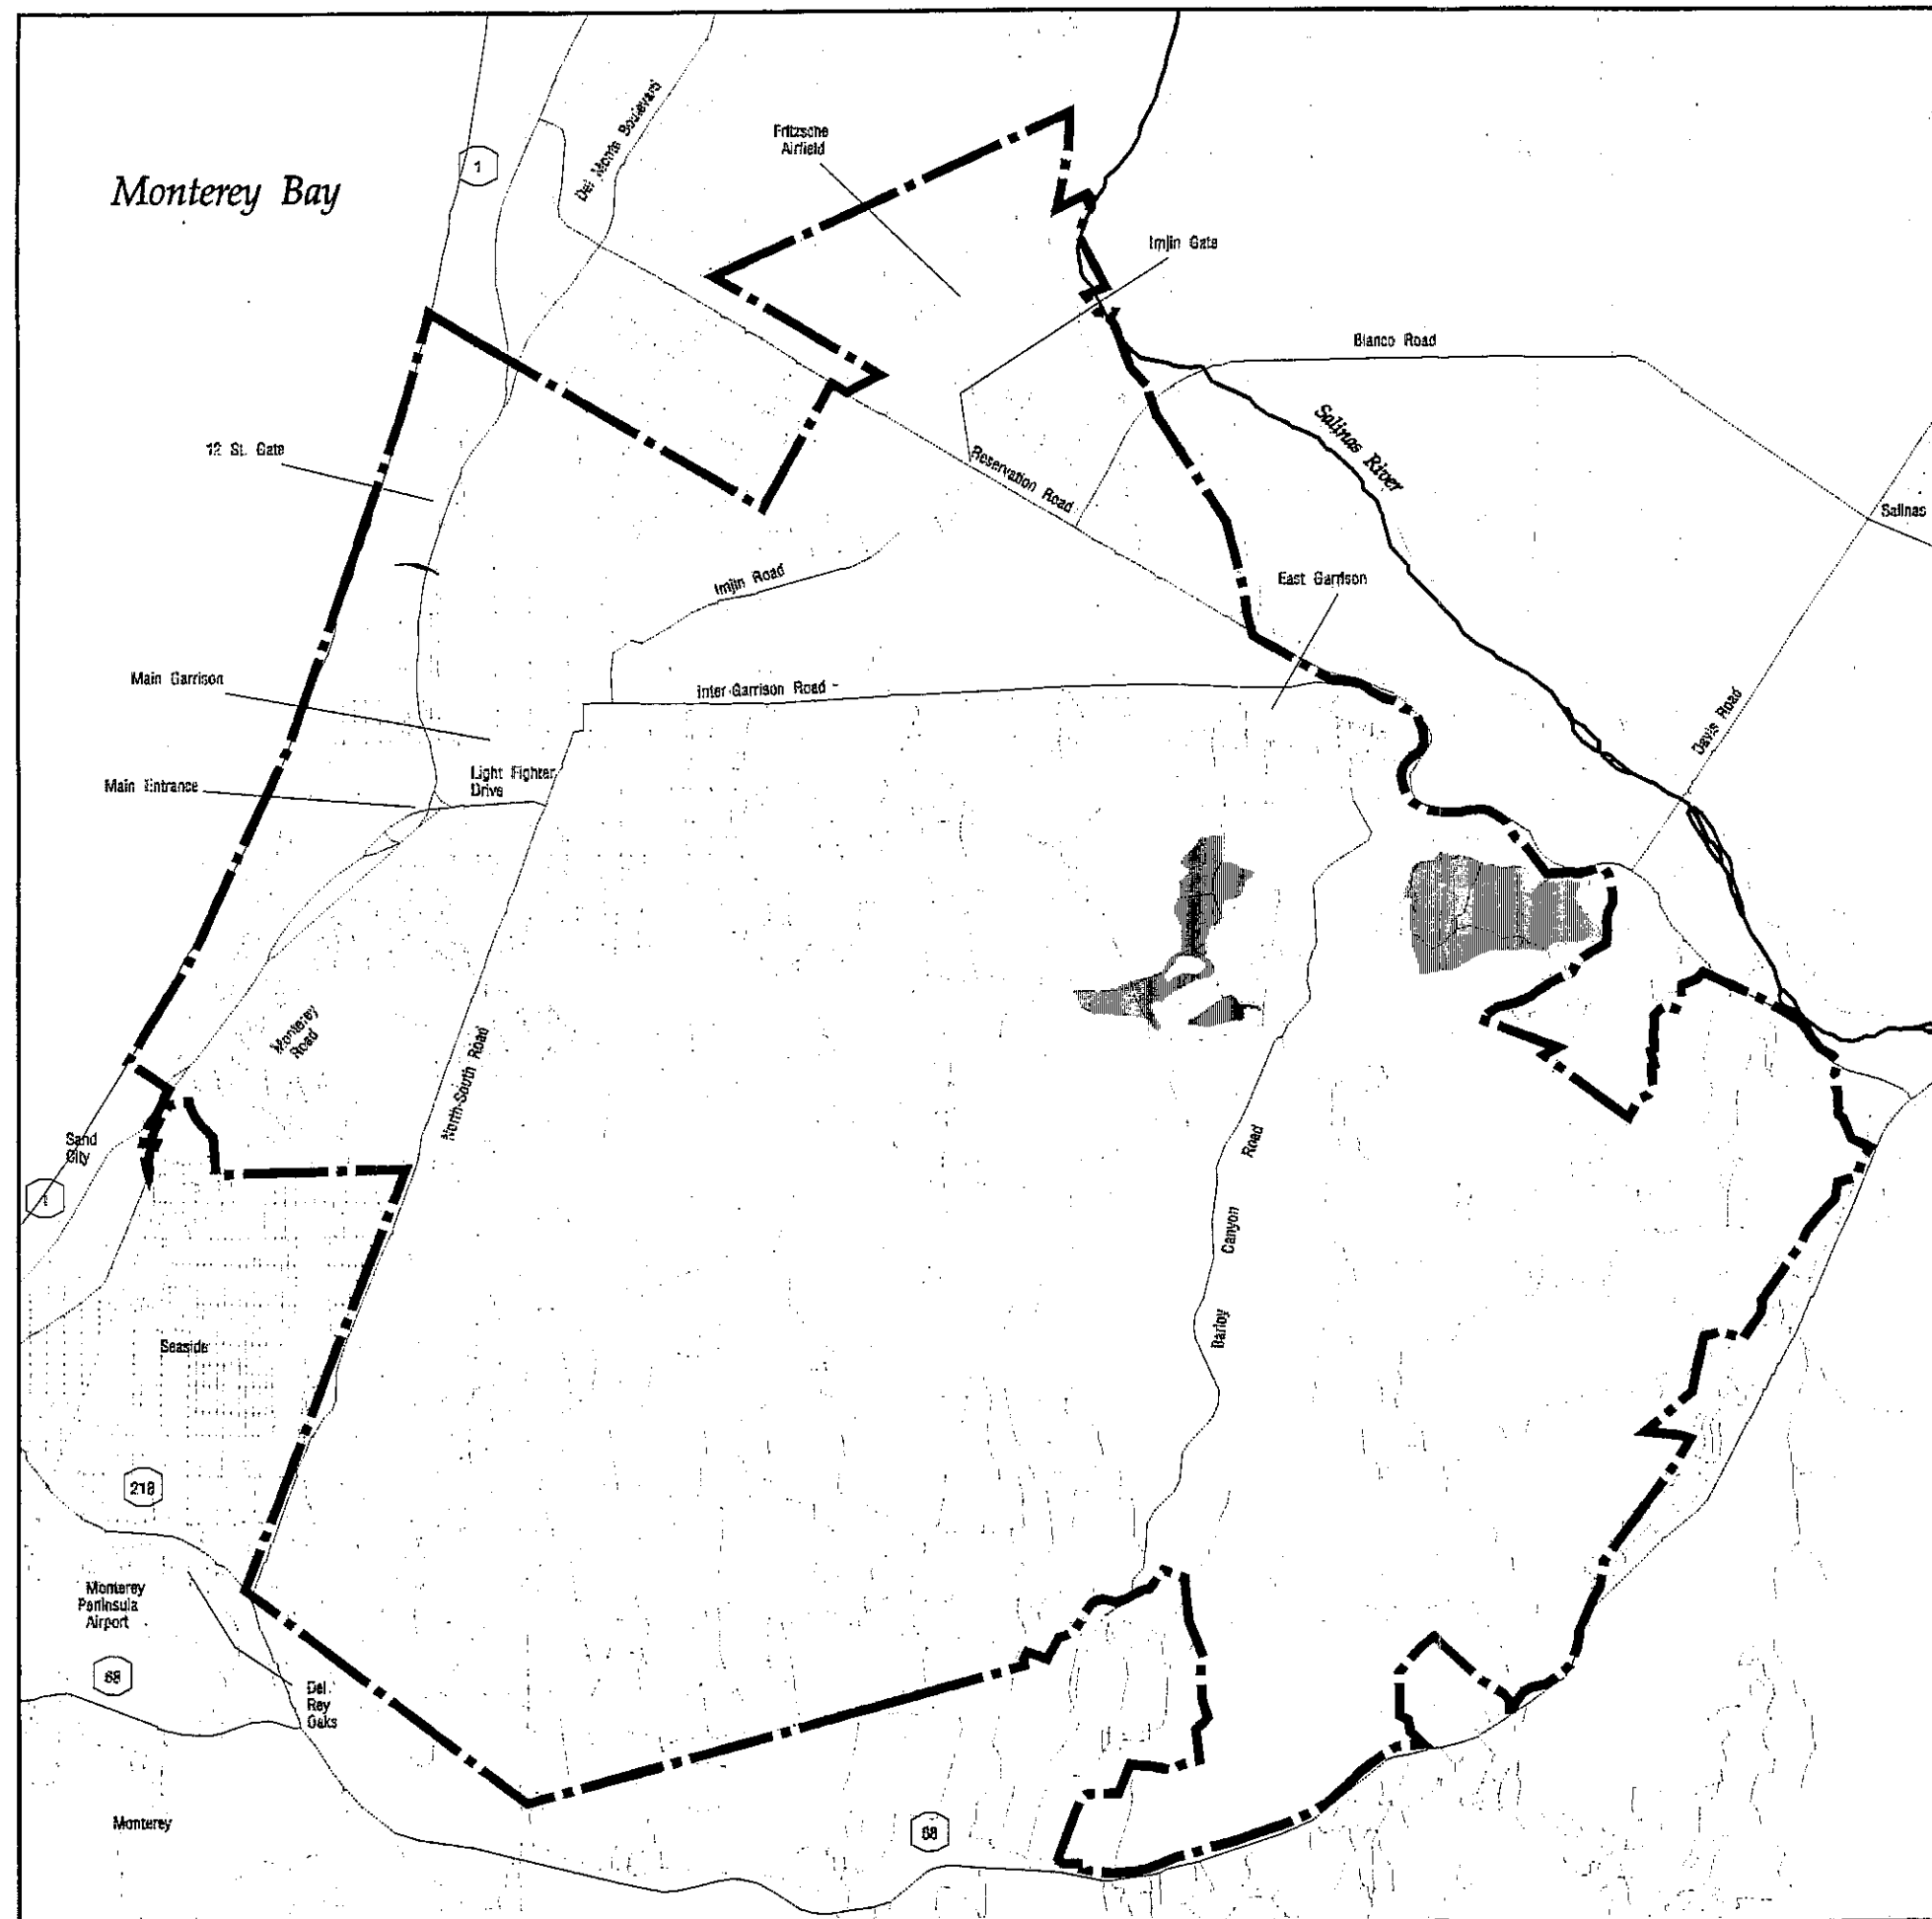 Del Monte Boulevard
Fritzsche
Airfield
1
Monterey Bay
Imjin Gate
Blanco Road
Salinas River
12 St. Gate
Reservation Road
Salinas
Imjin Road
East Garrison
Main Garrison
Inter-Garrison Road
Davis Road
Main Entrance
Light Fighter
Drive
Monterey
Road
North-South Road
Sand
City
1
Barloy Canyon Road
Seaside
218
Monterey
Peninsula
Airport
68
Del
Rey
Oaks
Monterey
68